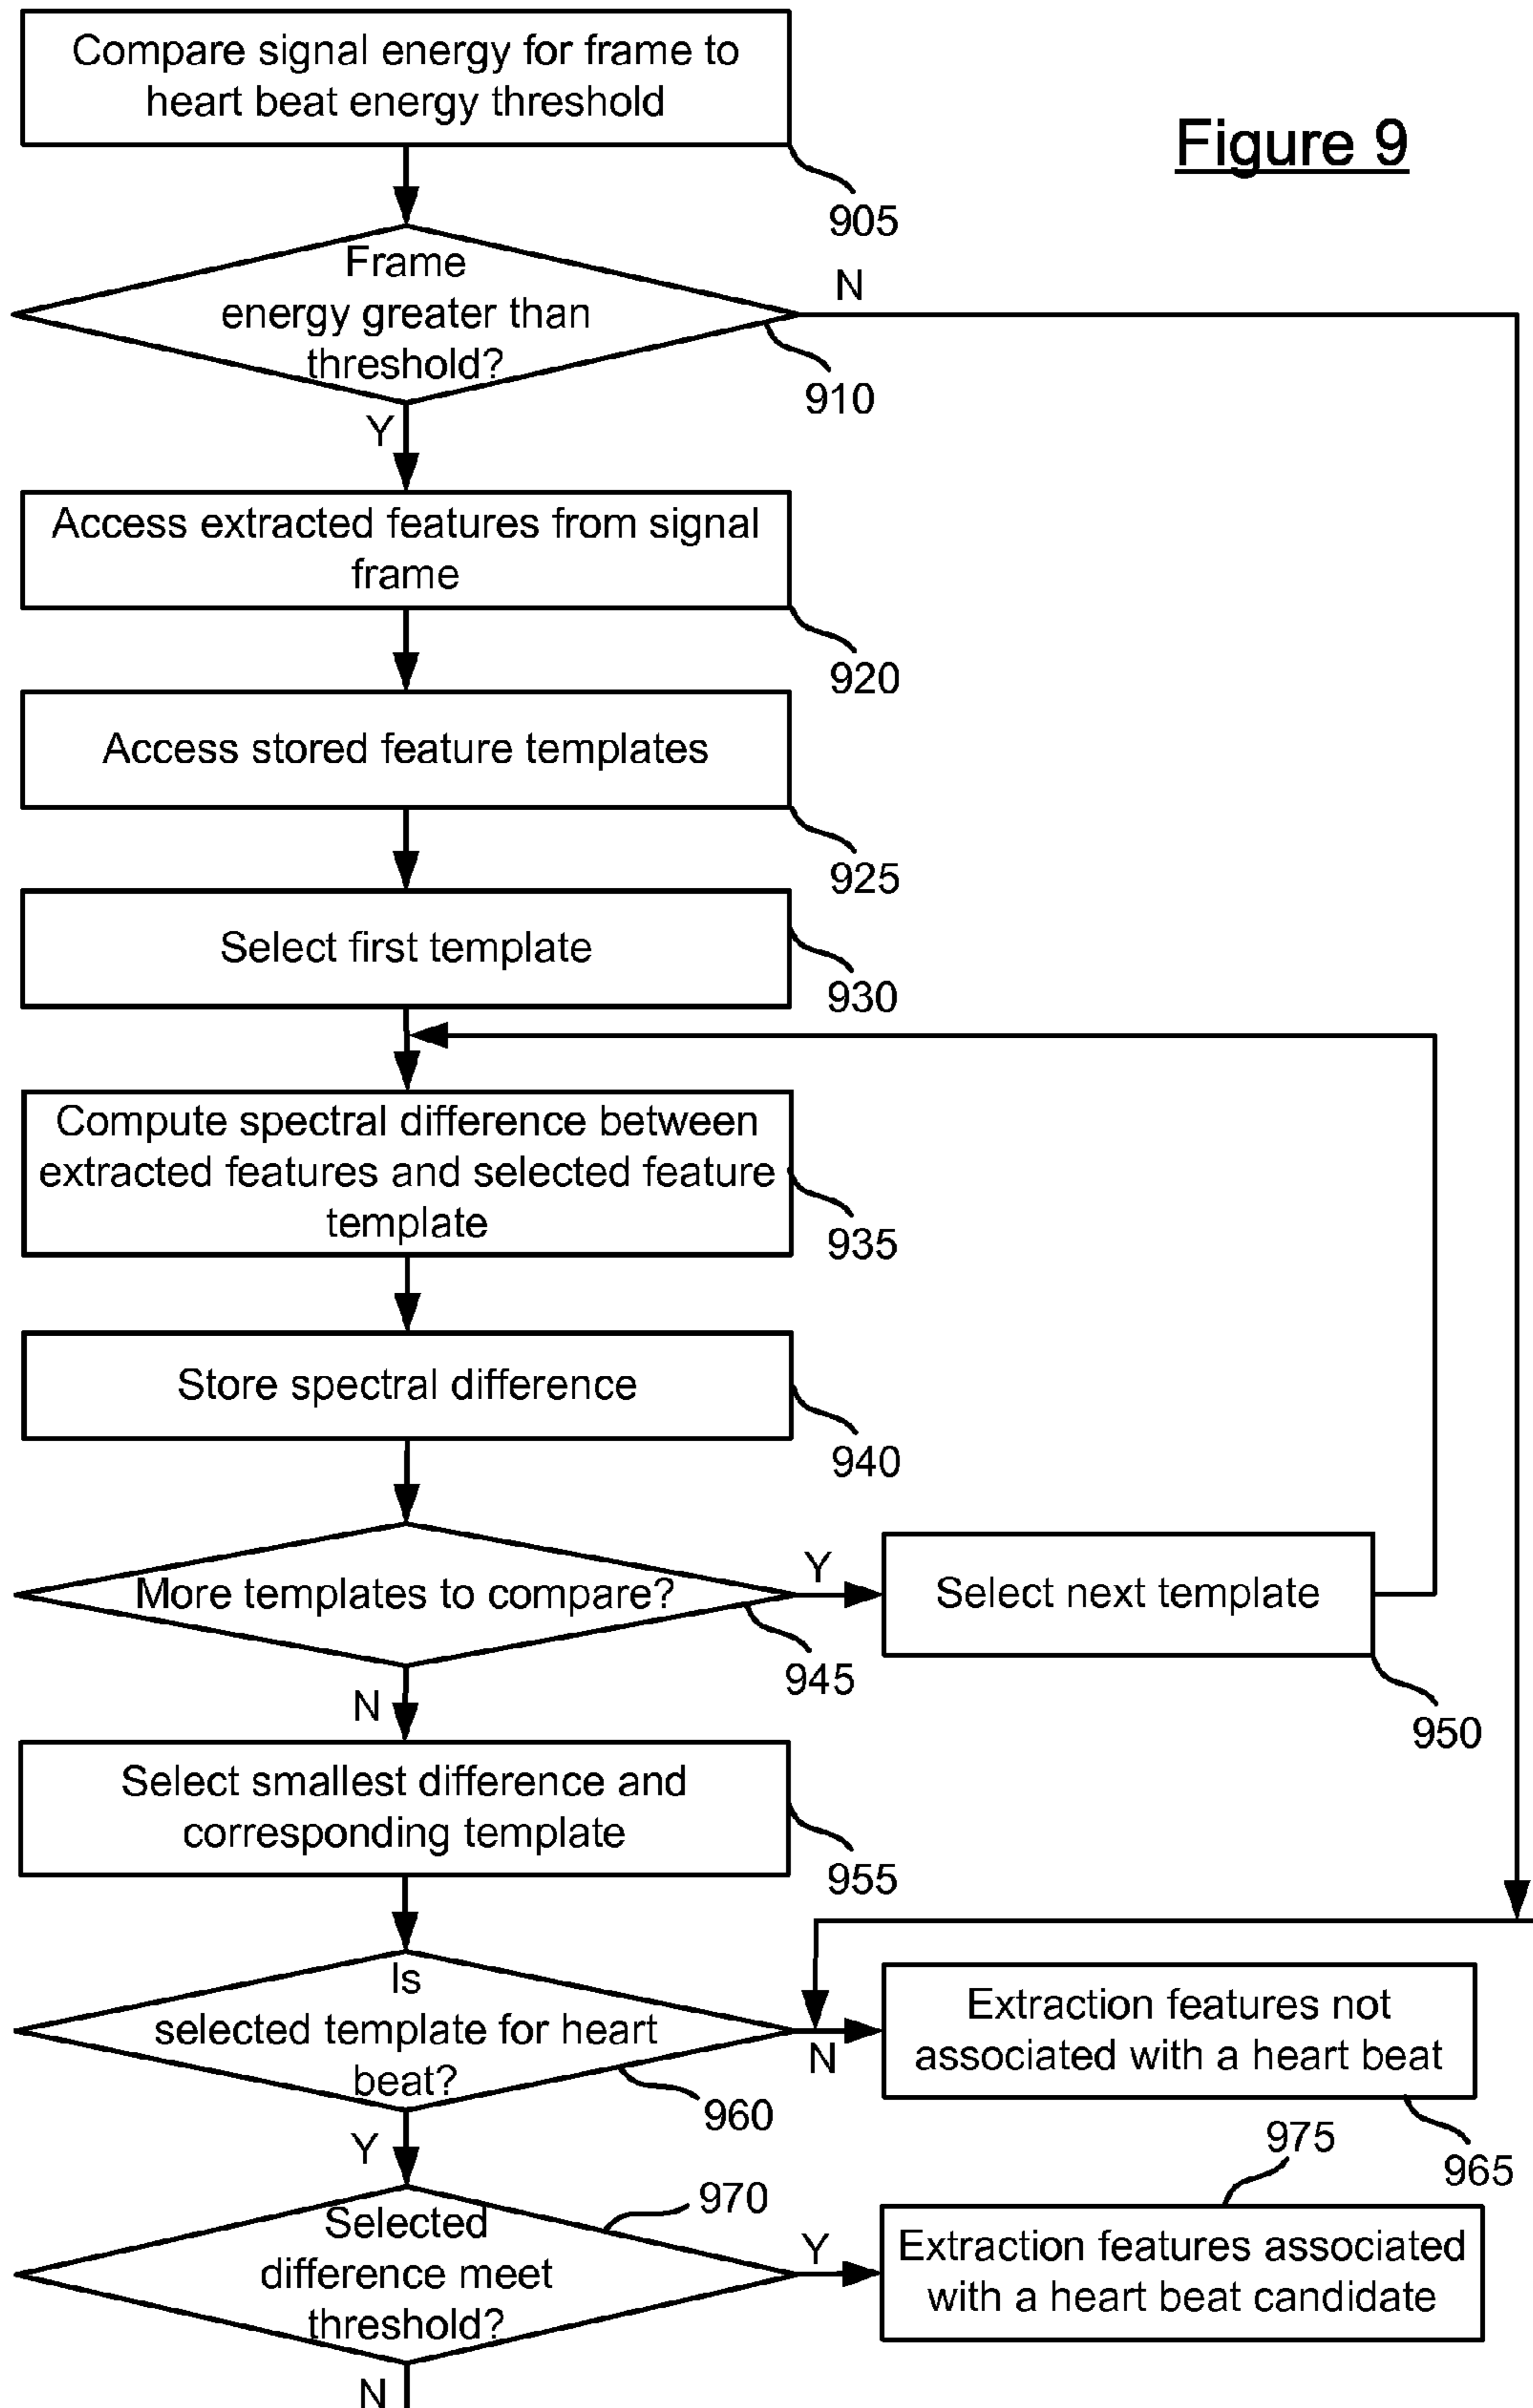 Compare signal energy for frame to
heart beat energy threshold
Figure 9
905
Frame
energy greater than
threshold?
N
910
Y
Access extracted features from signal
frame
920
Access stored feature templates
925
Select first template
930
Compute spectral difference between
extracted features and selected feature
template
935
Store spectral difference
940
More templates to compare?
Y
Select next template
945
950
N
Select smallest difference and
corresponding template
955
Is
selected template for heart
beat?
N
Extraction features not
associated with a heart beat
960
965
Y
975
970
Selected
difference meet
threshold?
Y
Extraction features associated
with a heart beat candidate
N